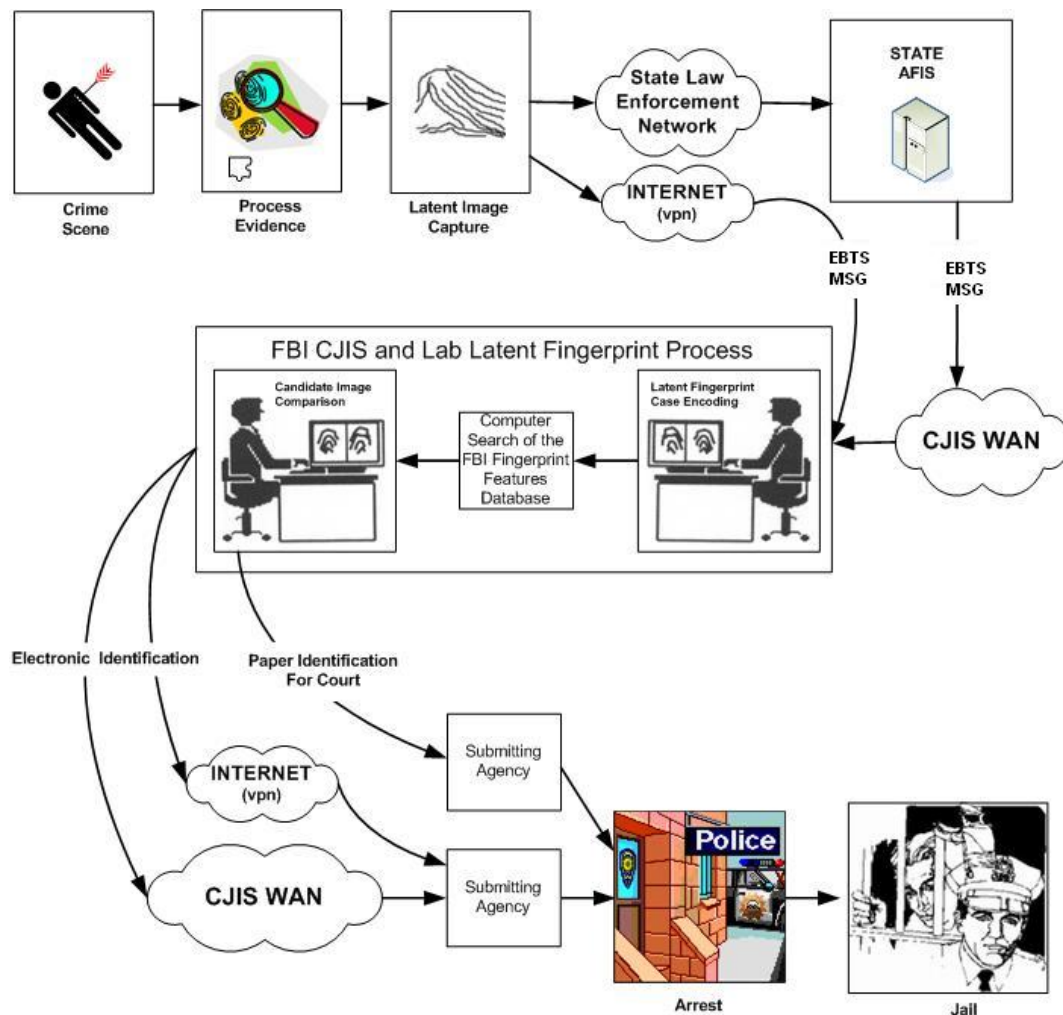 Crime
Scene
Process
Evidence
Latent Image
Capture
State Law
Enforcement
Network
INTERNET
(vpn)
STATE
AFIS
EBTS
MSG
EBTS
MSG
CJIS WAN
FBI CJIS and Lab Latent Fingerprint Process
Candidate Image
Comparison
Computer
Search of the
FBI Fingerprint
Features
Database
Latent Fingerprint
Case Encoding
Electronic Identification
Paper Identification
For Court
INTERNET
(vpn)
CJIS WAN
Submitting
Agency
Submitting
Agency
Police
Arrest
Jail